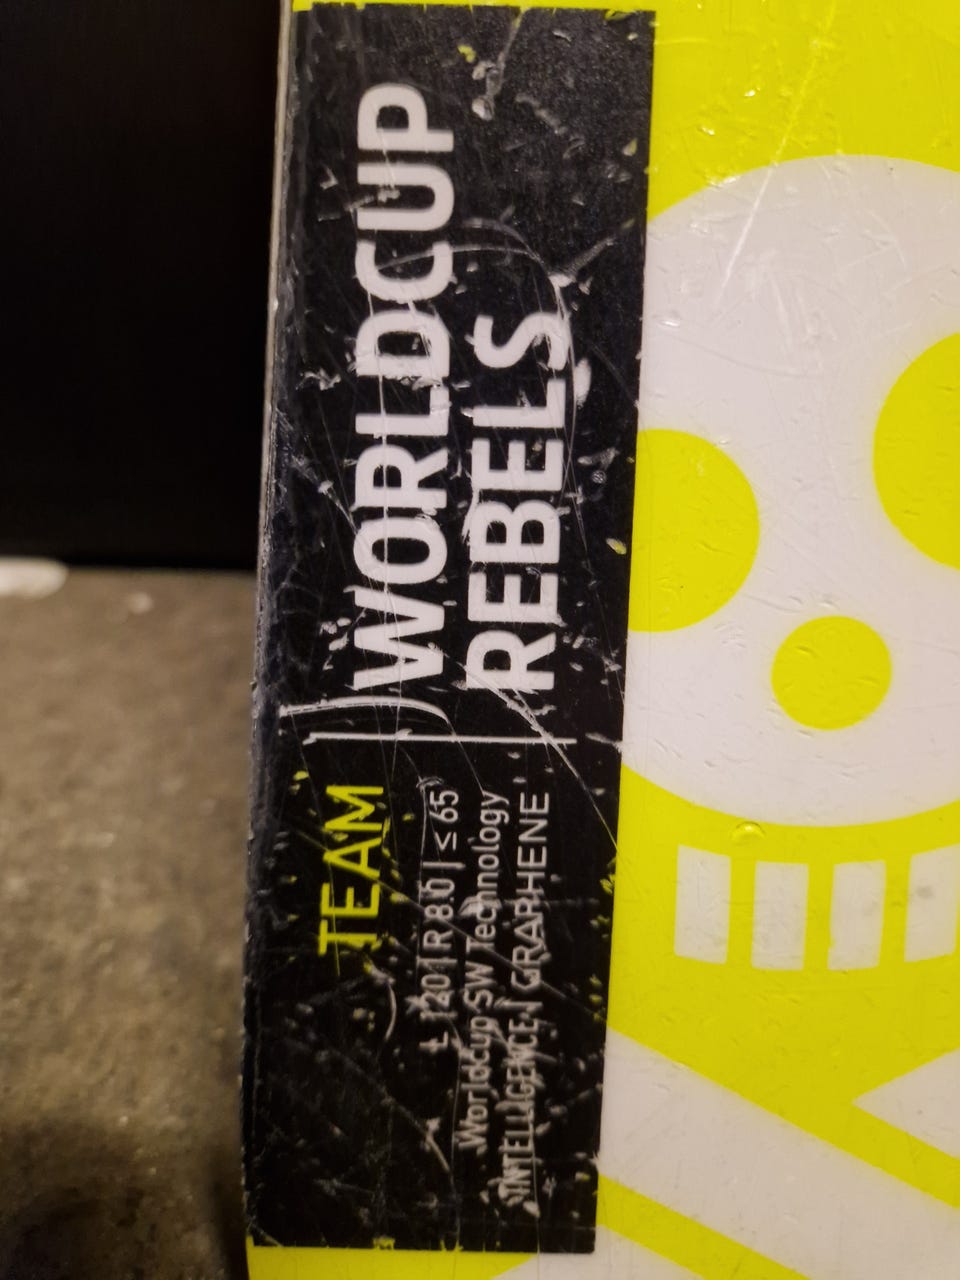 WORLDCUP
REBELS
TEAM
L 120 | R 8.0 | ≤ 65
Worldcup SW Technology
INTELLIGENCE | GRAPHENE